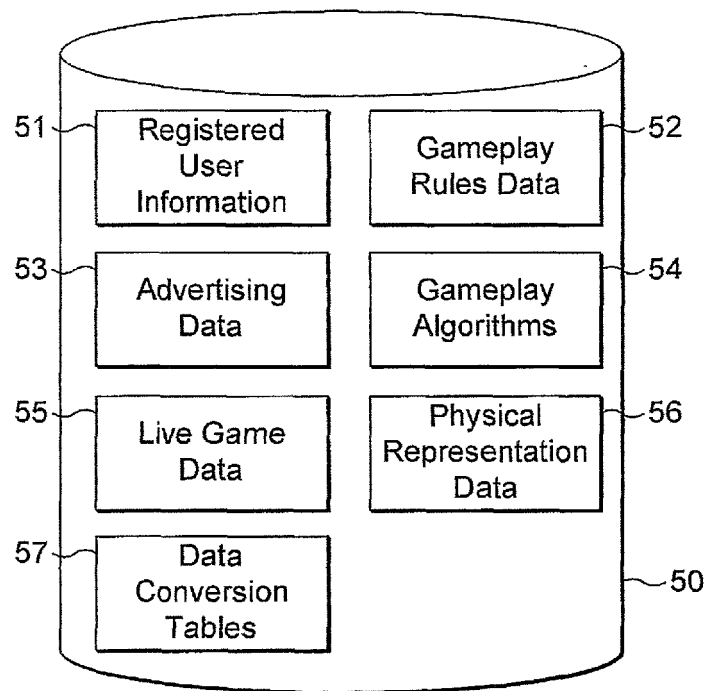 51
Registered
User
Information
52
Gameplay
Rules Data
53
Advertising
Data
54
Gameplay
Algorithms
55
Live Game
Data
56
Physical
Representation
Data
57
Data
Conversion
Tables
50